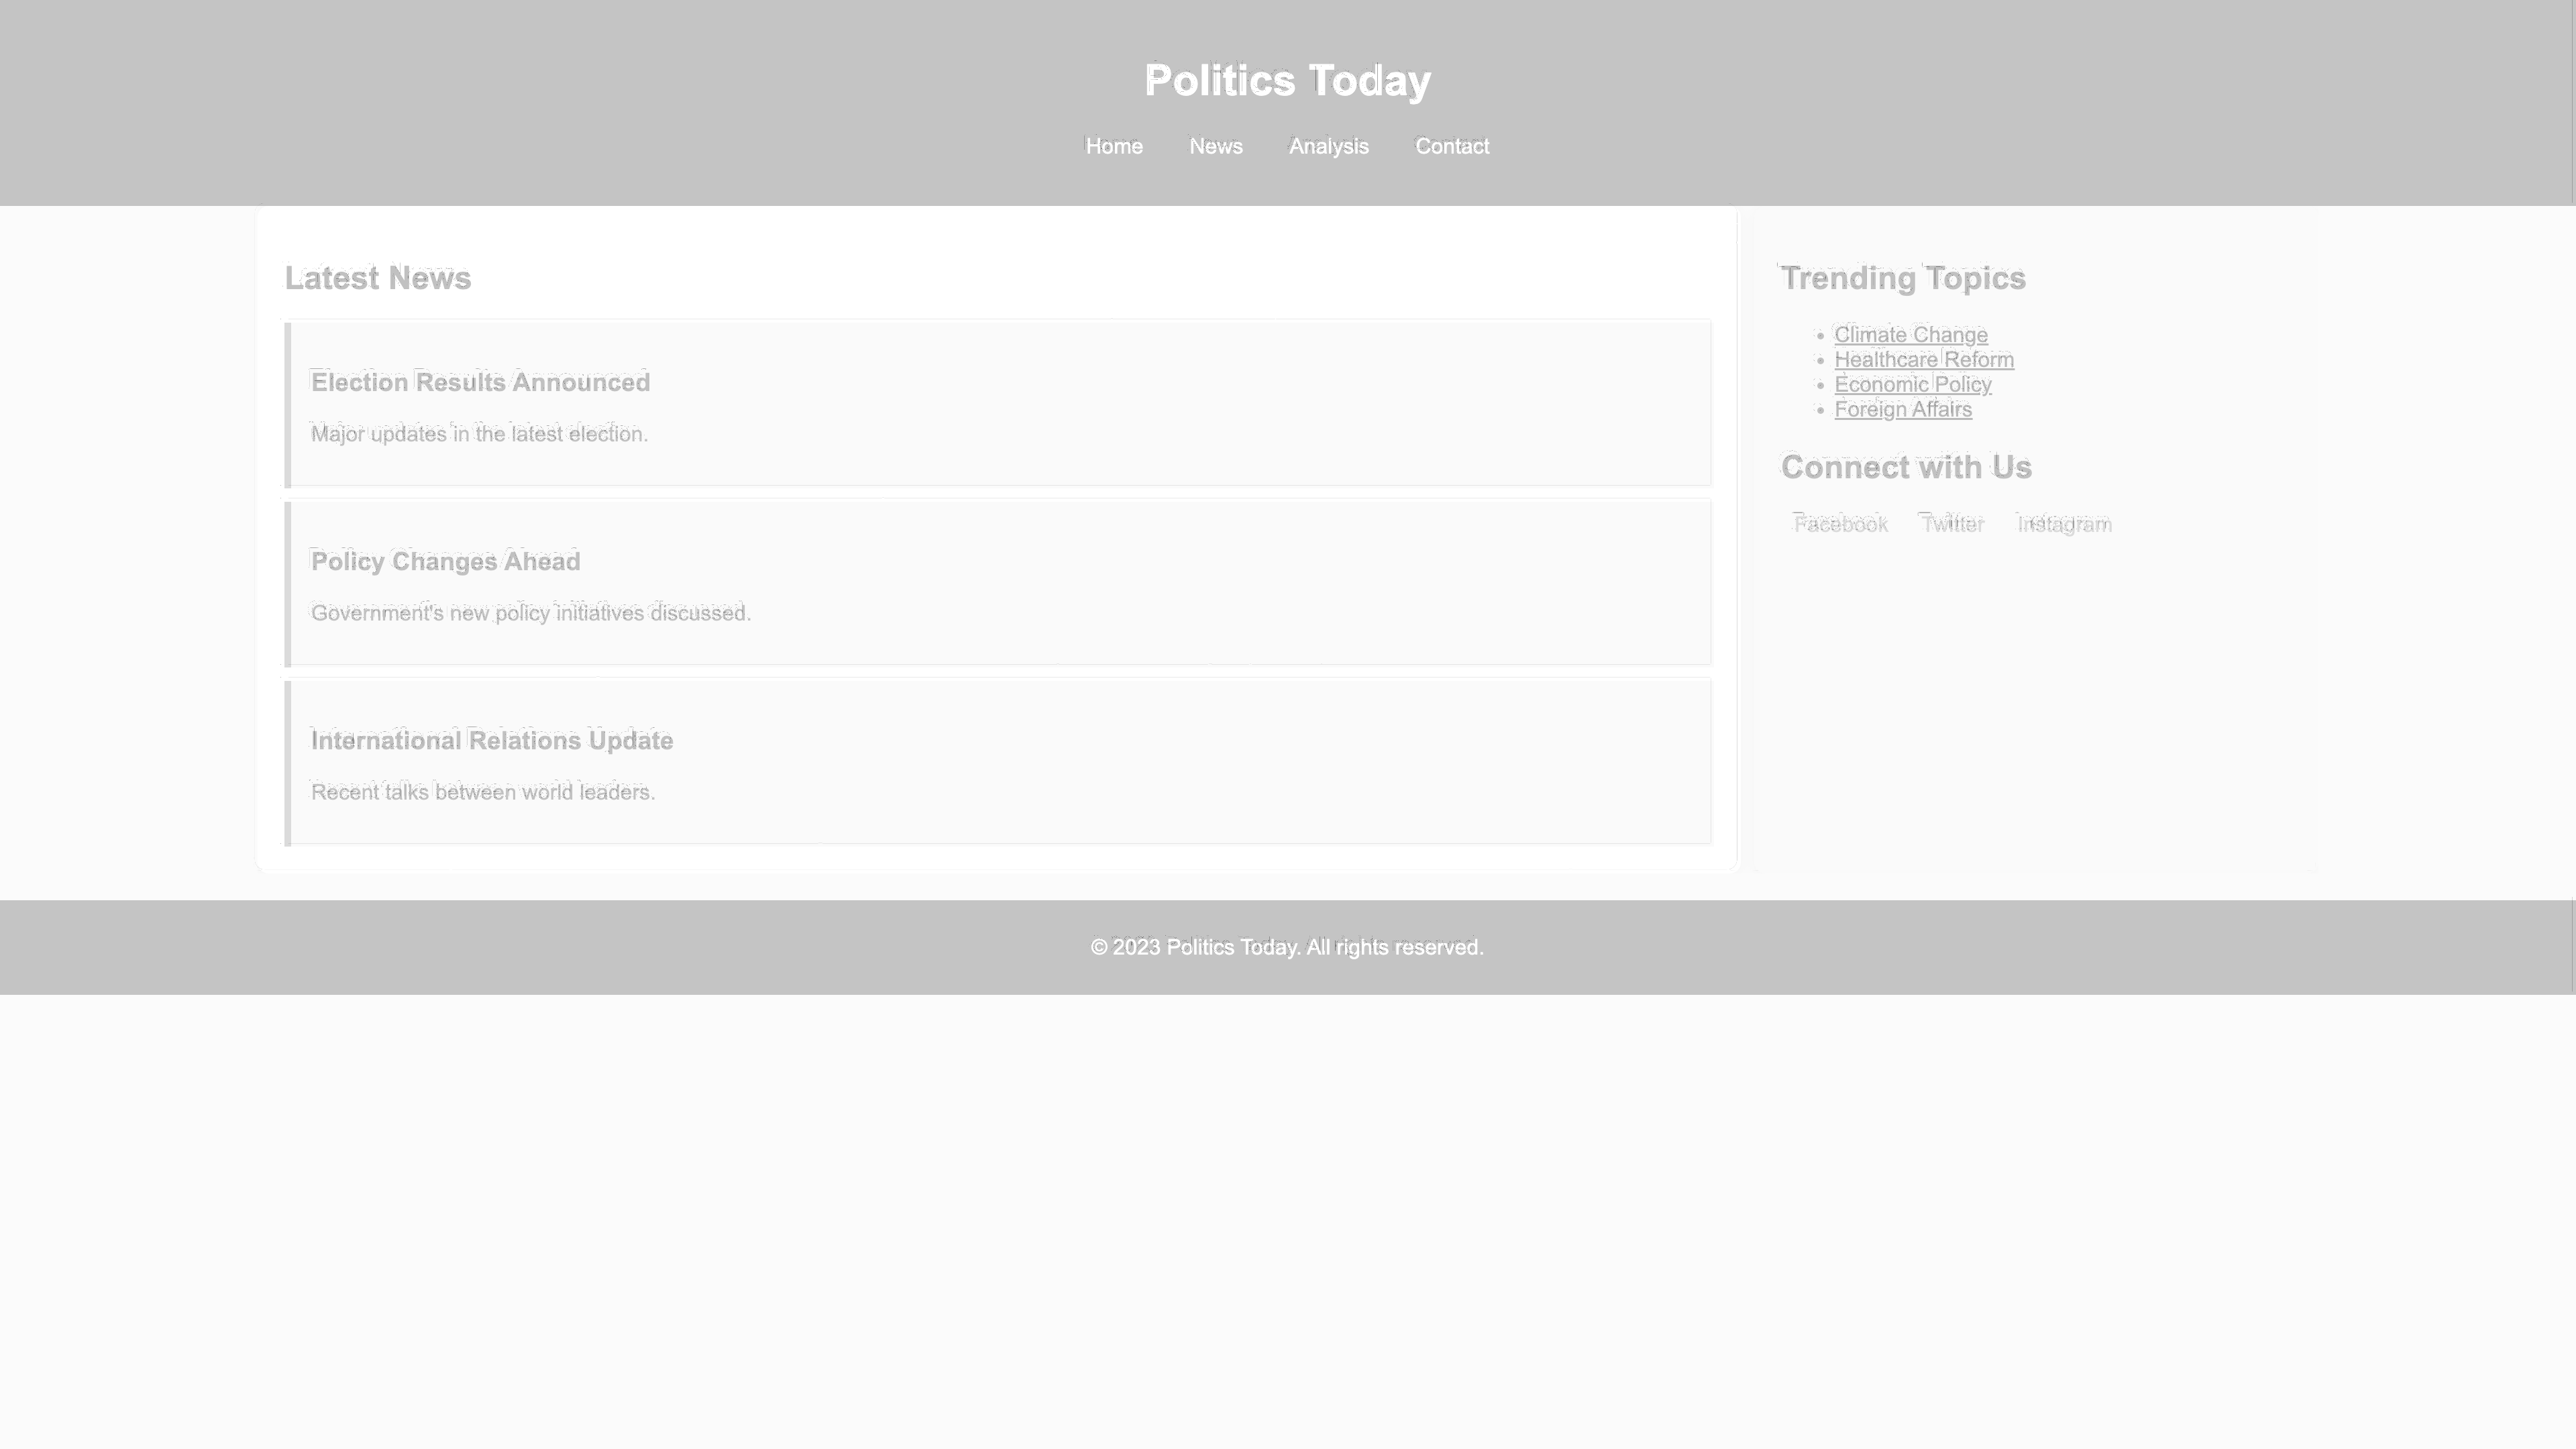 Politics Today
Home News Analysis Contact
Latest News
Election Results Announced
Major updates in the latest election.
Policy Changes Ahead
Government's new policy initiatives discussed.
International Relations Update
Recent talks between world leaders.
Trending Topics
Climate Change
Healthcare Reform
Economic Policy
Foreign Affairs
Connect with Us
Facebook Twitter Instagram
© 2023 Politics Today. All rights reserved.